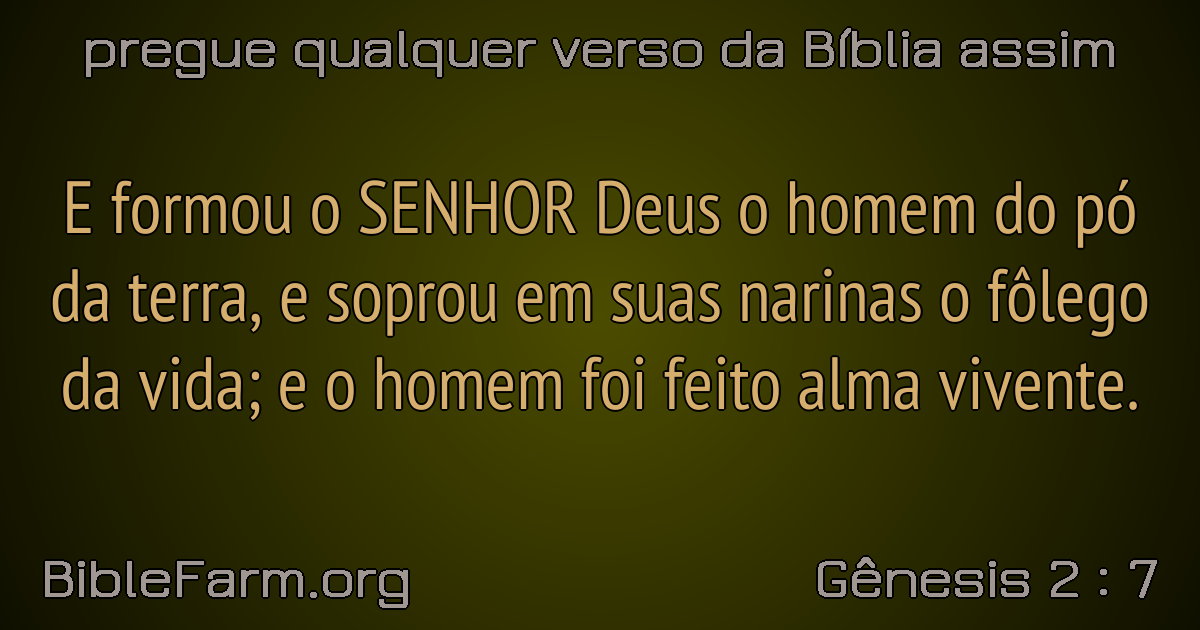 pregue qualquer verso da Bíblia assim
E formou o SENHOR Deus o homem do pó
da terra, e soprou em suas narinas o fôlego
da vida; e o homem foi feito alma vivente.
BibleFarm.org
Gênesis 2 : 7